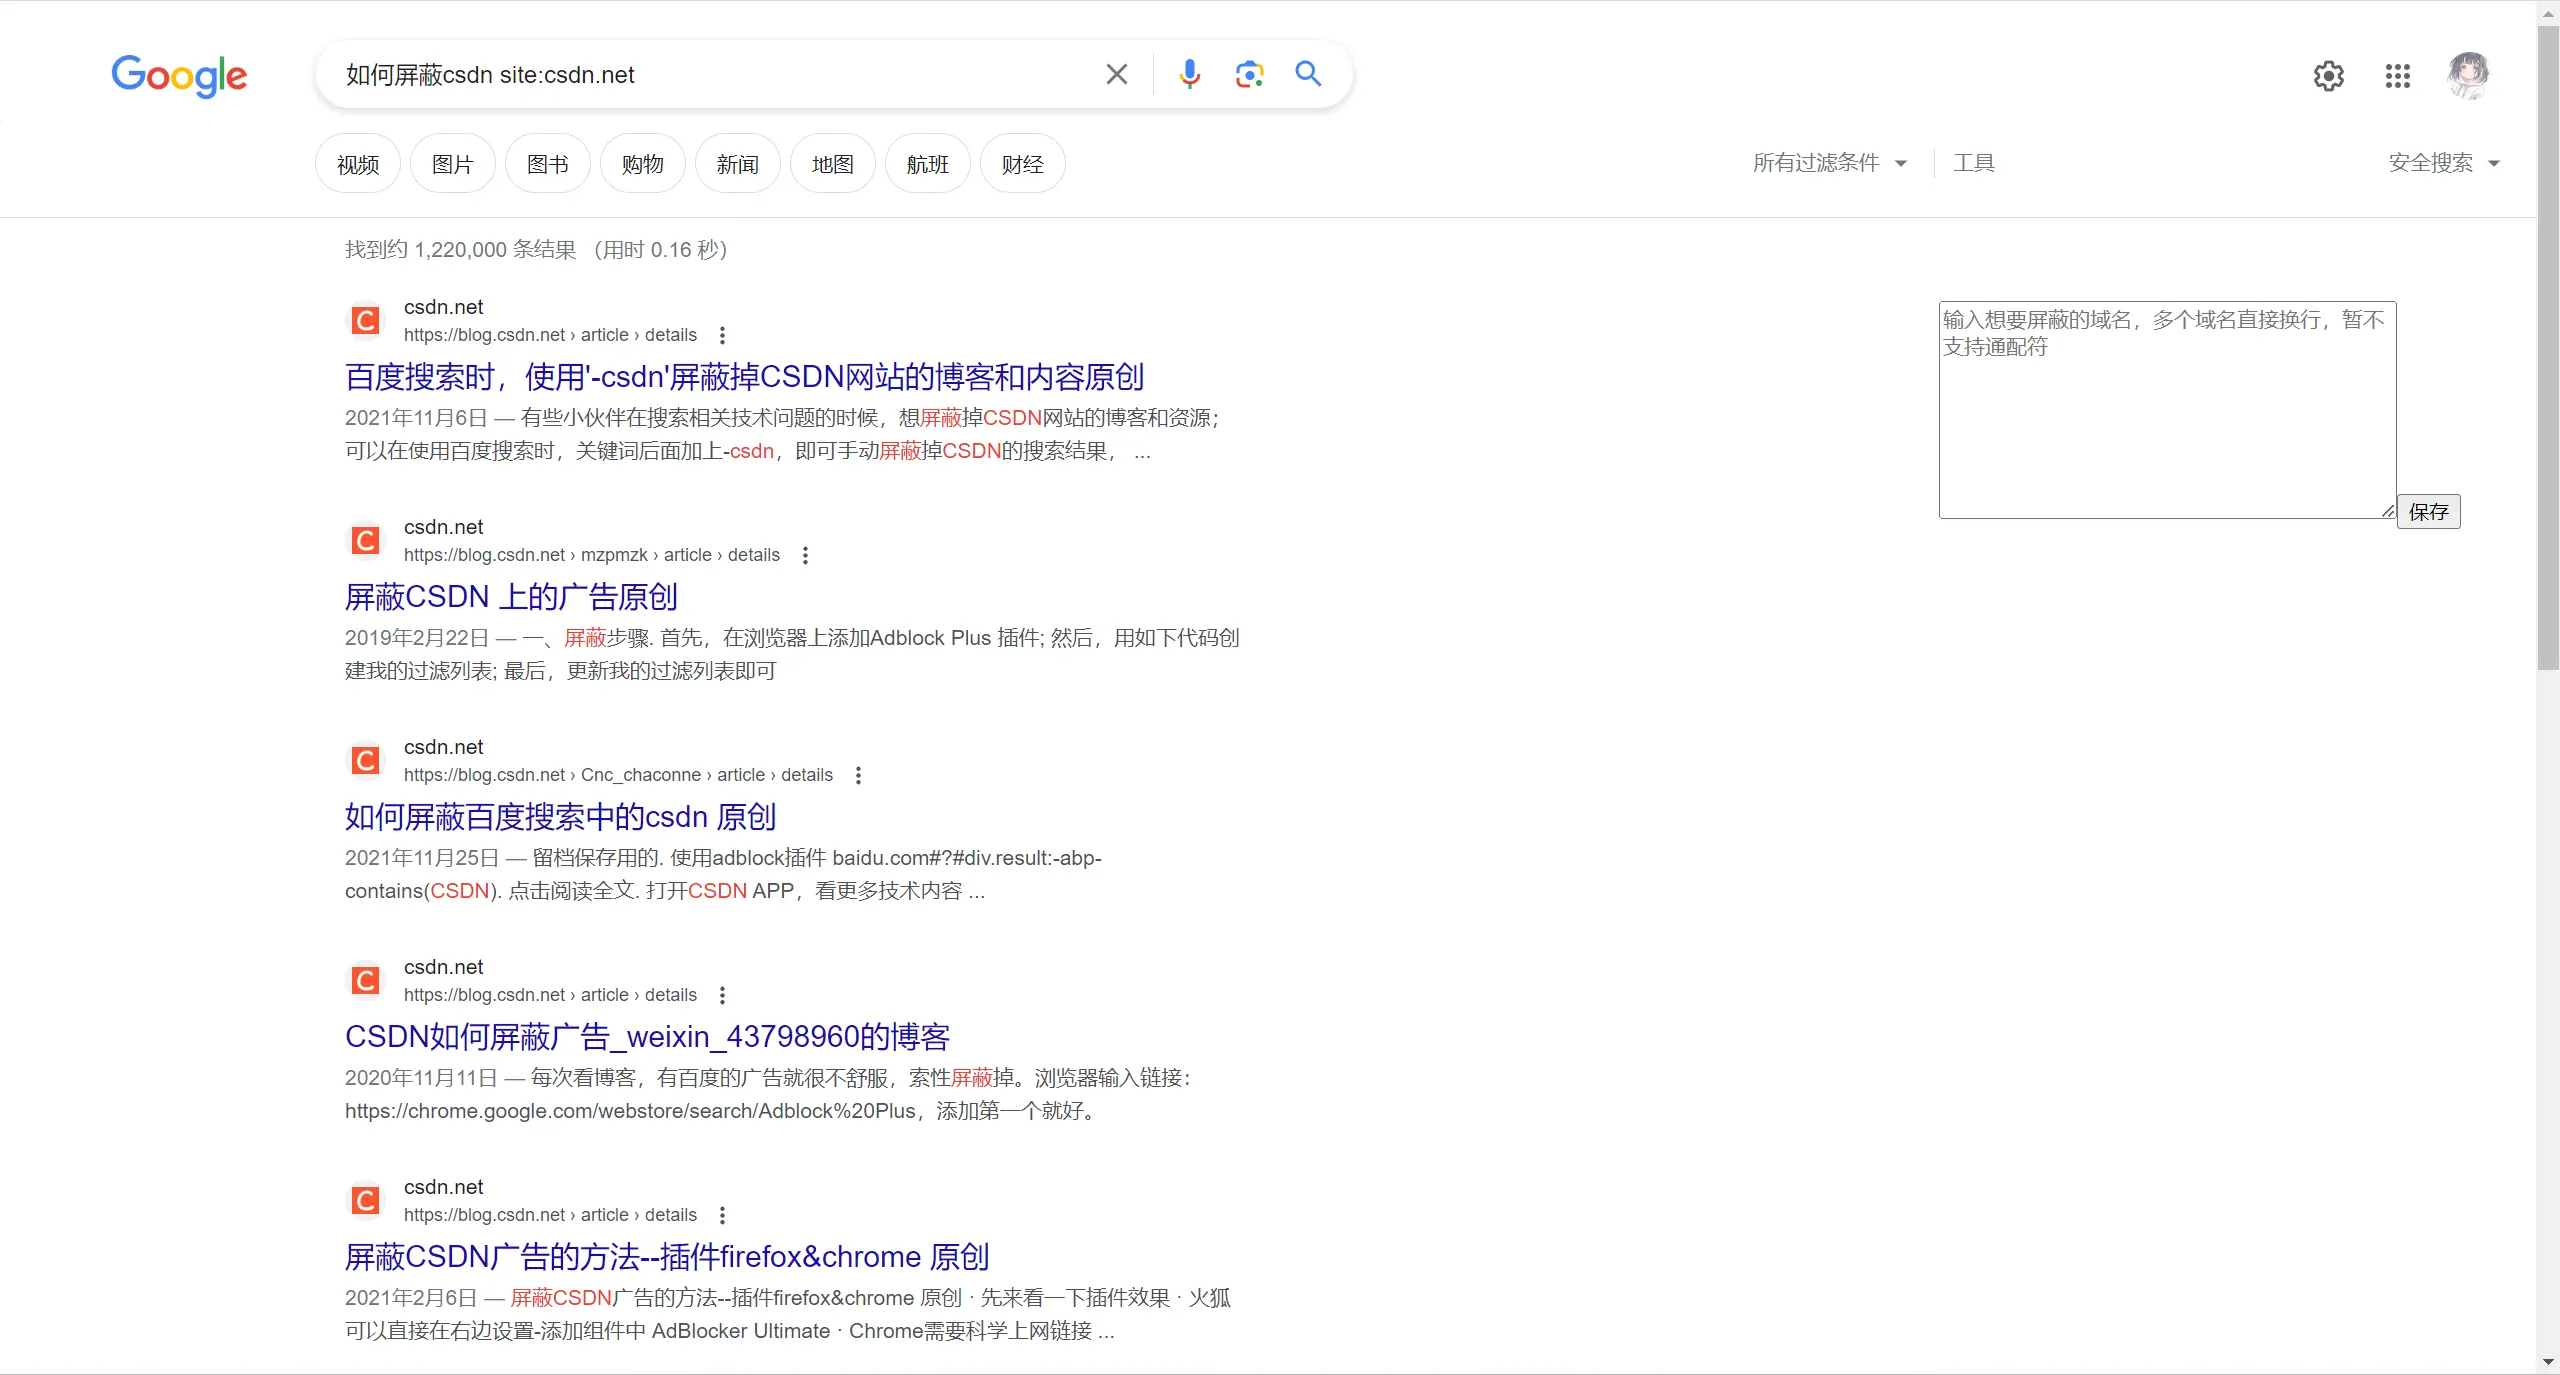 Google
如何屏蔽csdn site:csdn.net
视频 图片 图书 购物 新闻 地图 航班 财经 所有过滤条件 工具 安全搜索
找到约 1,220,000 条结果 （用时 0.16 秒）
csdn.net
https://blog.csdn.net › article › details
百度搜索时，使用'-csdn'屏蔽掉CSDN网站的博客和内容原创
2021年11月6日 — 有些小伙伴在搜索相关技术问题的时候，想屏蔽掉CSDN网站的博客和资源；
可以在使用百度搜索时，关键词后面加上-csdn，即可手动屏蔽掉CSDN的搜索结果， ...
csdn.net
https://blog.csdn.net › mzpmzk › article › details
屏蔽CSDN 上的广告原创
2019年2月22日 — 一、屏蔽步骤. 首先，在浏览器上添加Adblock Plus 插件; 然后，用如下代码创
建我的过滤列表; 最后，更新我的过滤列表即可
csdn.net
https://blog.csdn.net › Cnc_chaconne › article › details
如何屏蔽百度搜索中的csdn 原创
2021年11月25日 — 留档保存用的. 使用adblock插件 baidu.com#?#div.result:-abp-
contains(CSDN). 点击阅读全文. 打开CSDN APP，看更多技术内容 ...
csdn.net
https://blog.csdn.net › article › details
CSDN如何屏蔽广告_weixin_43798960的博客
2020年11月11日 — 每次看博客，有百度的广告就很不舒服，索性屏蔽掉。浏览器输入链接：
https://chrome.google.com/webstore/search/Adblock%20Plus，添加第一个就好。
csdn.net
https://blog.csdn.net › article › details
屏蔽CSDN广告的方法--插件firefox&chrome 原创
2021年2月6日 — 屏蔽CSDN广告的方法--插件firefox&chrome 原创 · 先来看一下插件效果 · 火狐
可以直接在右边设置-添加组件中 AdBlocker Ultimate · Chrome需要科学上网链接 ...
输入想要屏蔽的域名，多个域名直接换行，暂不
支持通配符
保存